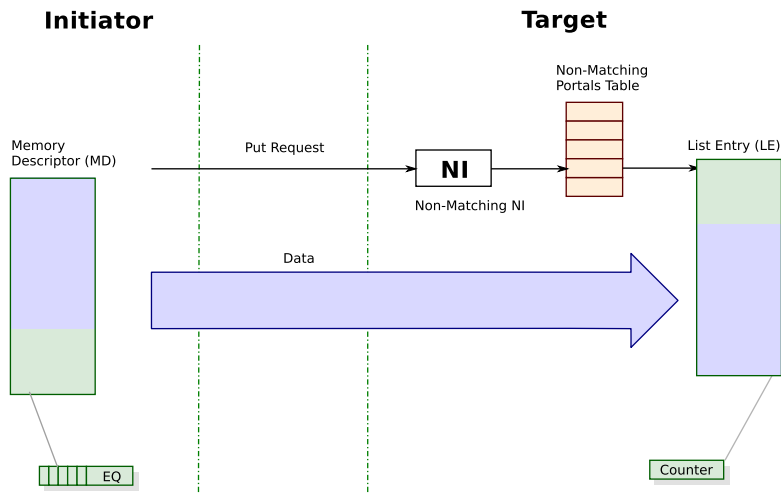 Initiator
Target
Non-Matching
Portals Table
Memory
Descriptor (MD)
Put Request
NI
List Entry (LE)
Non-Matching NI
Data
EQ
Counter